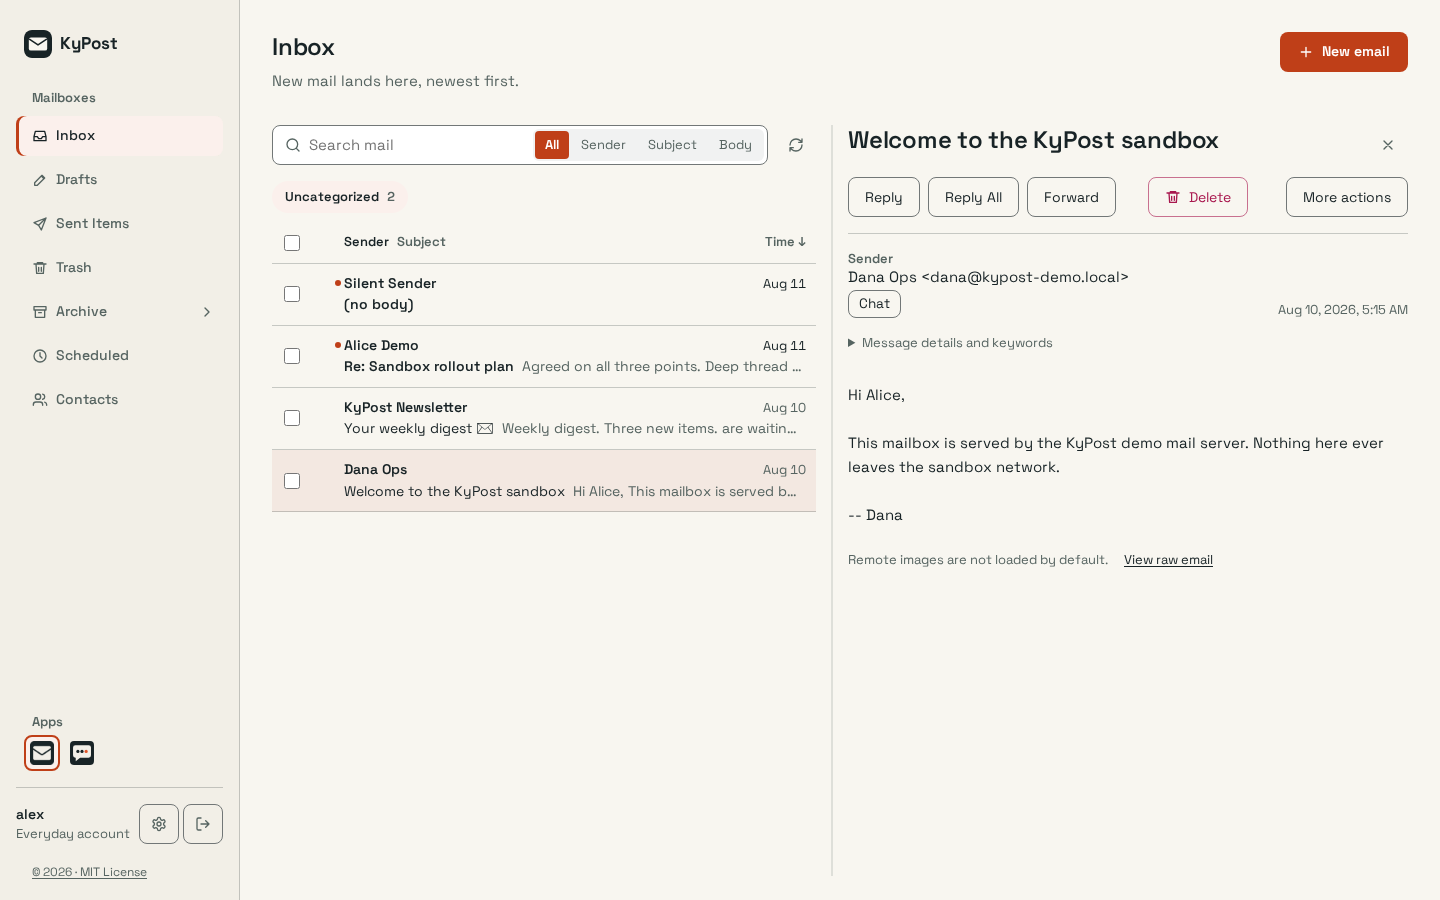 KyPost
Mailboxes
Inbox
Drafts
Sent Items
Trash
Archive
Scheduled
Contacts
Apps
alex
Everyday account
© 2026 · MIT License
Inbox
New mail lands here, newest first.
New email
Search mail
All Sender Subject Body
Uncategorized 2
Sender Subject Time ↓
Silent Sender Aug 11
(no body)
Alice Demo Aug 11
Re: Sandbox rollout plan Agreed on all three points. Deep thread ...
KyPost Newsletter Aug 10
Your weekly digest ✉ Weekly digest. Three new items. are waitin...
Dana Ops Aug 10
Welcome to the KyPost sandbox Hi Alice, This mailbox is served b...
Welcome to the KyPost sandbox
Reply Reply All Forward Delete More actions
Sender
Dana Ops <dana@kypost-demo.local>
Chat
Aug 10, 2026, 5:15 AM
Message details and keywords
Hi Alice,
This mailbox is served by the KyPost demo mail server. Nothing here ever
leaves the sandbox network.
-- Dana
Remote images are not loaded by default. View raw email